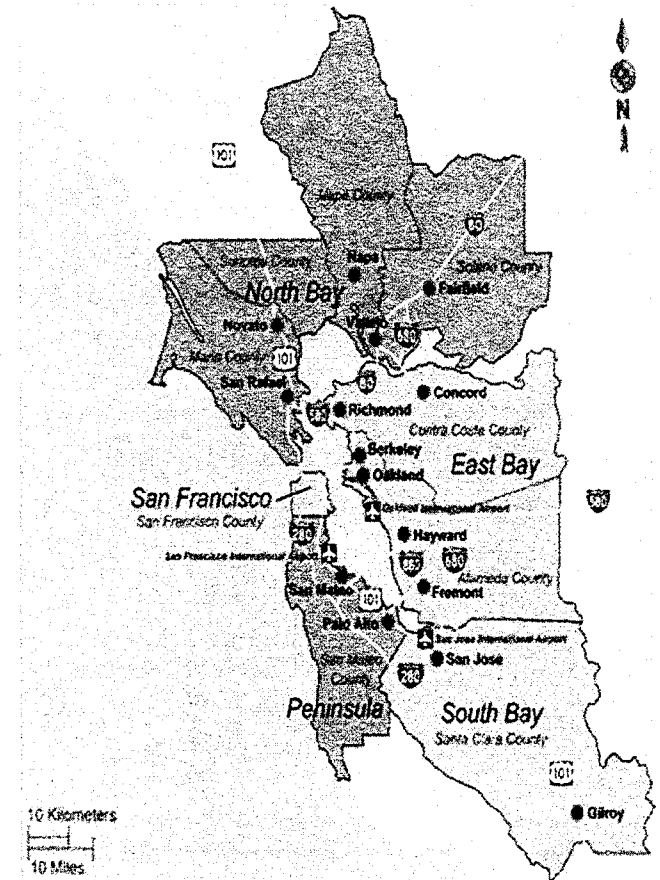 N
101
Napa County
80
Napa
Sonoma County
Solano County
North Bay
Fairfield
Vallejo
Novato
680
101
Marin County
80
San Rafael
Concord
Richmond
Contra Costa County
Berkeley
East Bay
Oakland
San Francisco
San Francisco County
Oakland International Airport
280
Hayward
San Francisco International Airport
880
680
Alameda County
San Mateo
Fremont
101
Palo Alto
San Jose International Airport
San Mateo
County
San Jose
280
Peninsula
South Bay
Santa Clara County
101
10 Kilometers
10 Miles
Gilroy